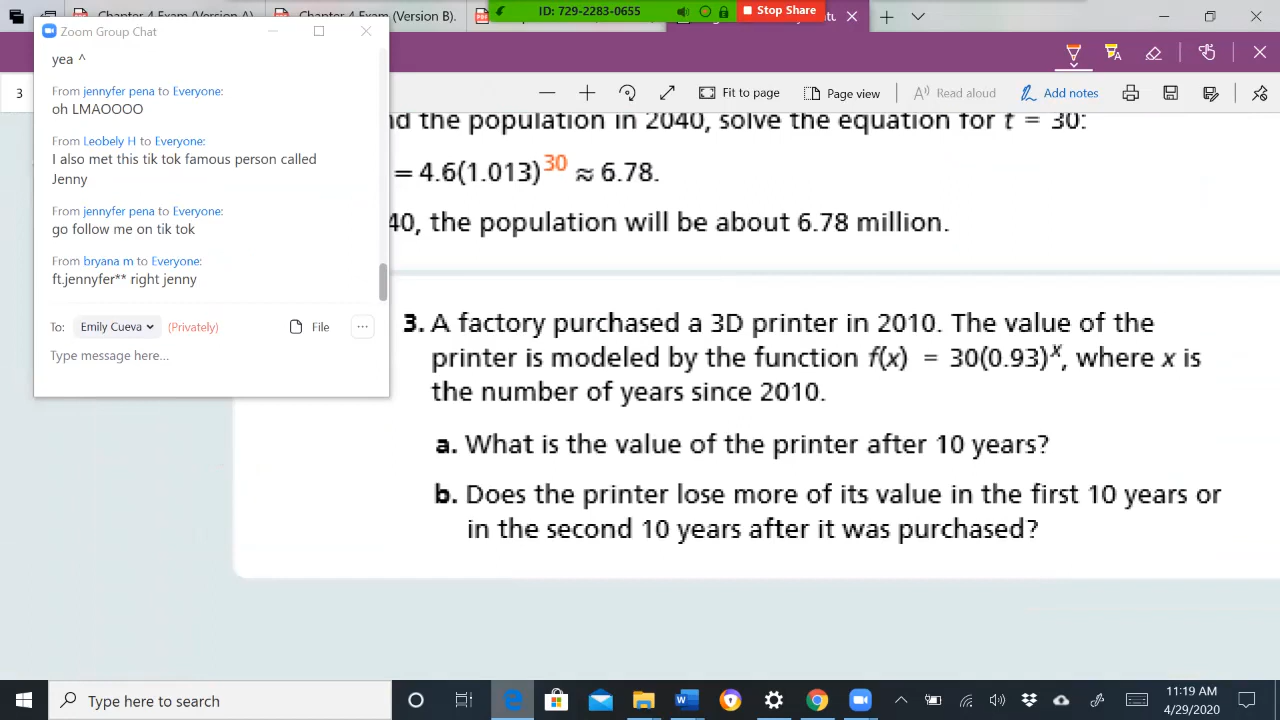 Chapter 4 Exam (Version A)
Chapter 4 Exam (Version B).
ID: 729-2283-0655
Stop Share
Zoom Group Chat
yea ^
From jennyfer pena to Everyone:
oh LMAOOOO
From Leobely H to Everyone:
I also met this tik tok famous person called
Jenny
From jennyfer pena to Everyone:
go follow me on tik tok
From bryana m to Everyone:
ft.jennyfer** right jenny
To: Emily Cueva (Privately)
File
...
Type message here...
3
Fit to page
Page view
Read aloud
Add notes
nd the population in 2040, solve the equation for t = 30:
= 4.6(1.013)^30 ≈ 6.78.
40, the population will be about 6.78 million.
3. A factory purchased a 3D printer in 2010. The value of the
printer is modeled by the function f(x) = 30(0.93)^x, where x is
the number of years since 2010.
a. What is the value of the printer after 10 years?
b. Does the printer lose more of its value in the first 10 years or
in the second 10 years after it was purchased?
Type here to search
11:19 AM
4/29/2020